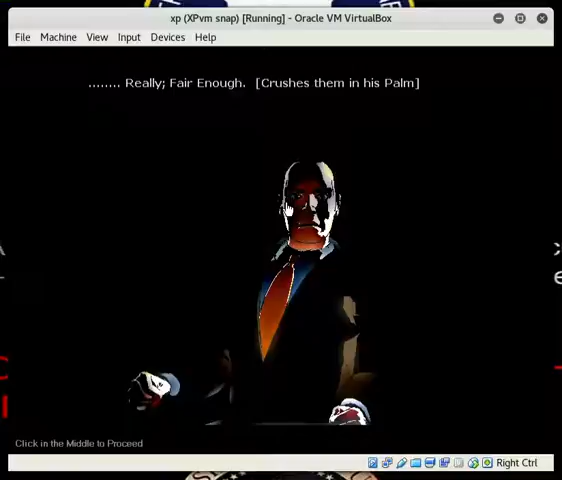 xp (XPvm snap) [Running] - Oracle VM VirtualBox
File Machine View Input Devices Help
........ Really; Fair Enough. [Crushes them in his Palm]
Click in the Middle to Proceed
Right Ctrl